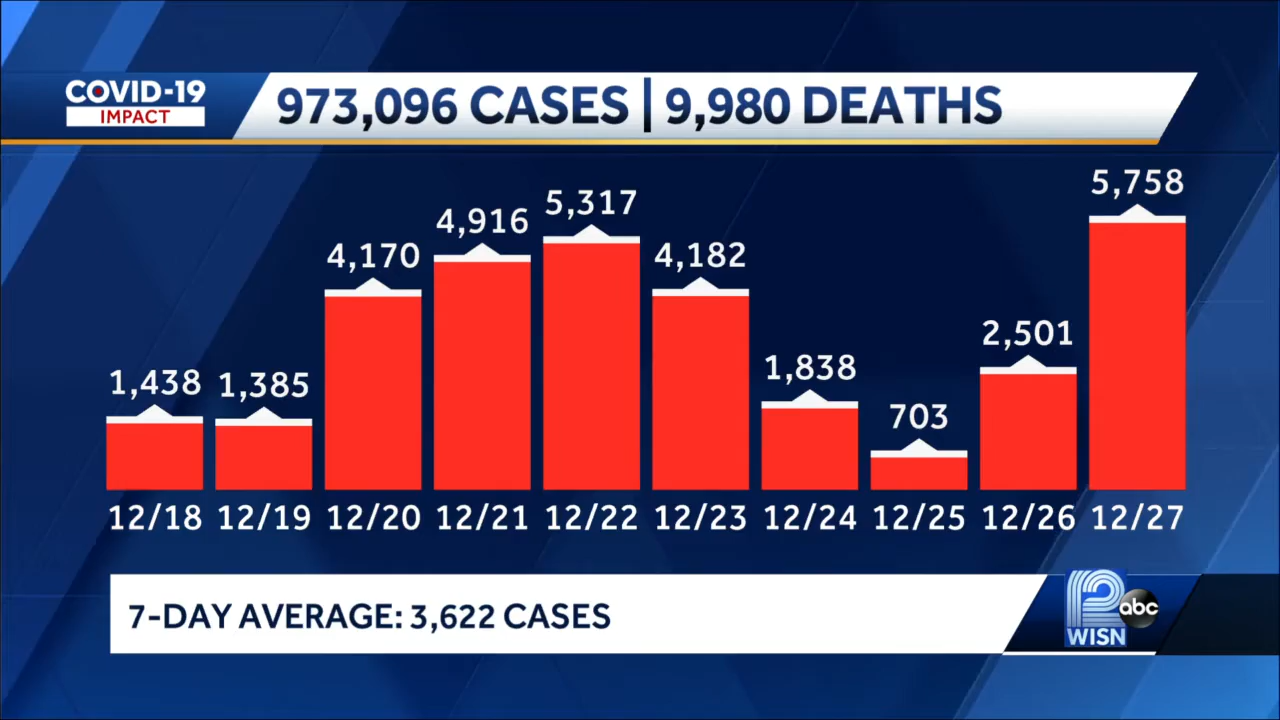 COVID-19
IMPACT
973,096 CASES | 9,980 DEATHS
1,438
1,385
4,170
4,916
5,317
4,182
1,838
703
2,501
5,758
12/18 12/19 12/20 12/21 12/22 12/23 12/24 12/25 12/26 12/27
7-DAY AVERAGE: 3,622 CASES
12
abc
WISN